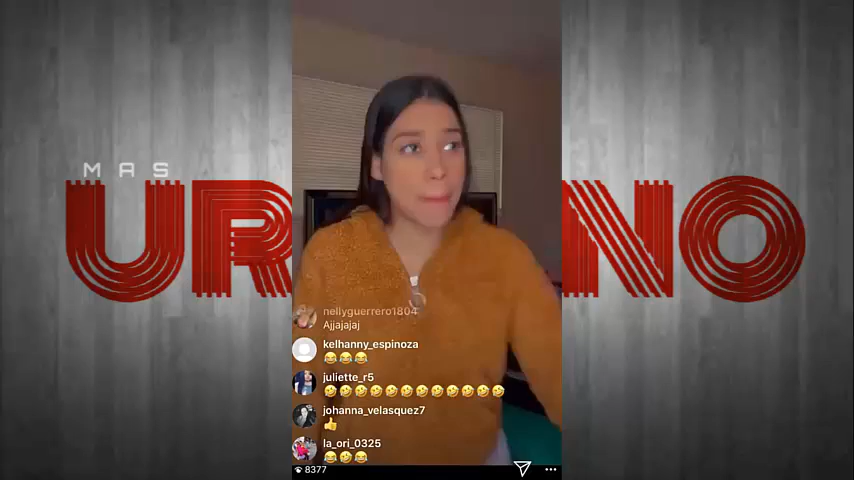 MAS
UR NO
nellyguerrero1804
Ajjajajaj
kelhanny_espinoza
😂😂😂
juliette_r5
🤣🤣🤣🤣🤣🤣🤣🤣🤣🤣🤣🤣
johanna_velasquez7
👍
la_ori_0325
😂🤣😂
8377